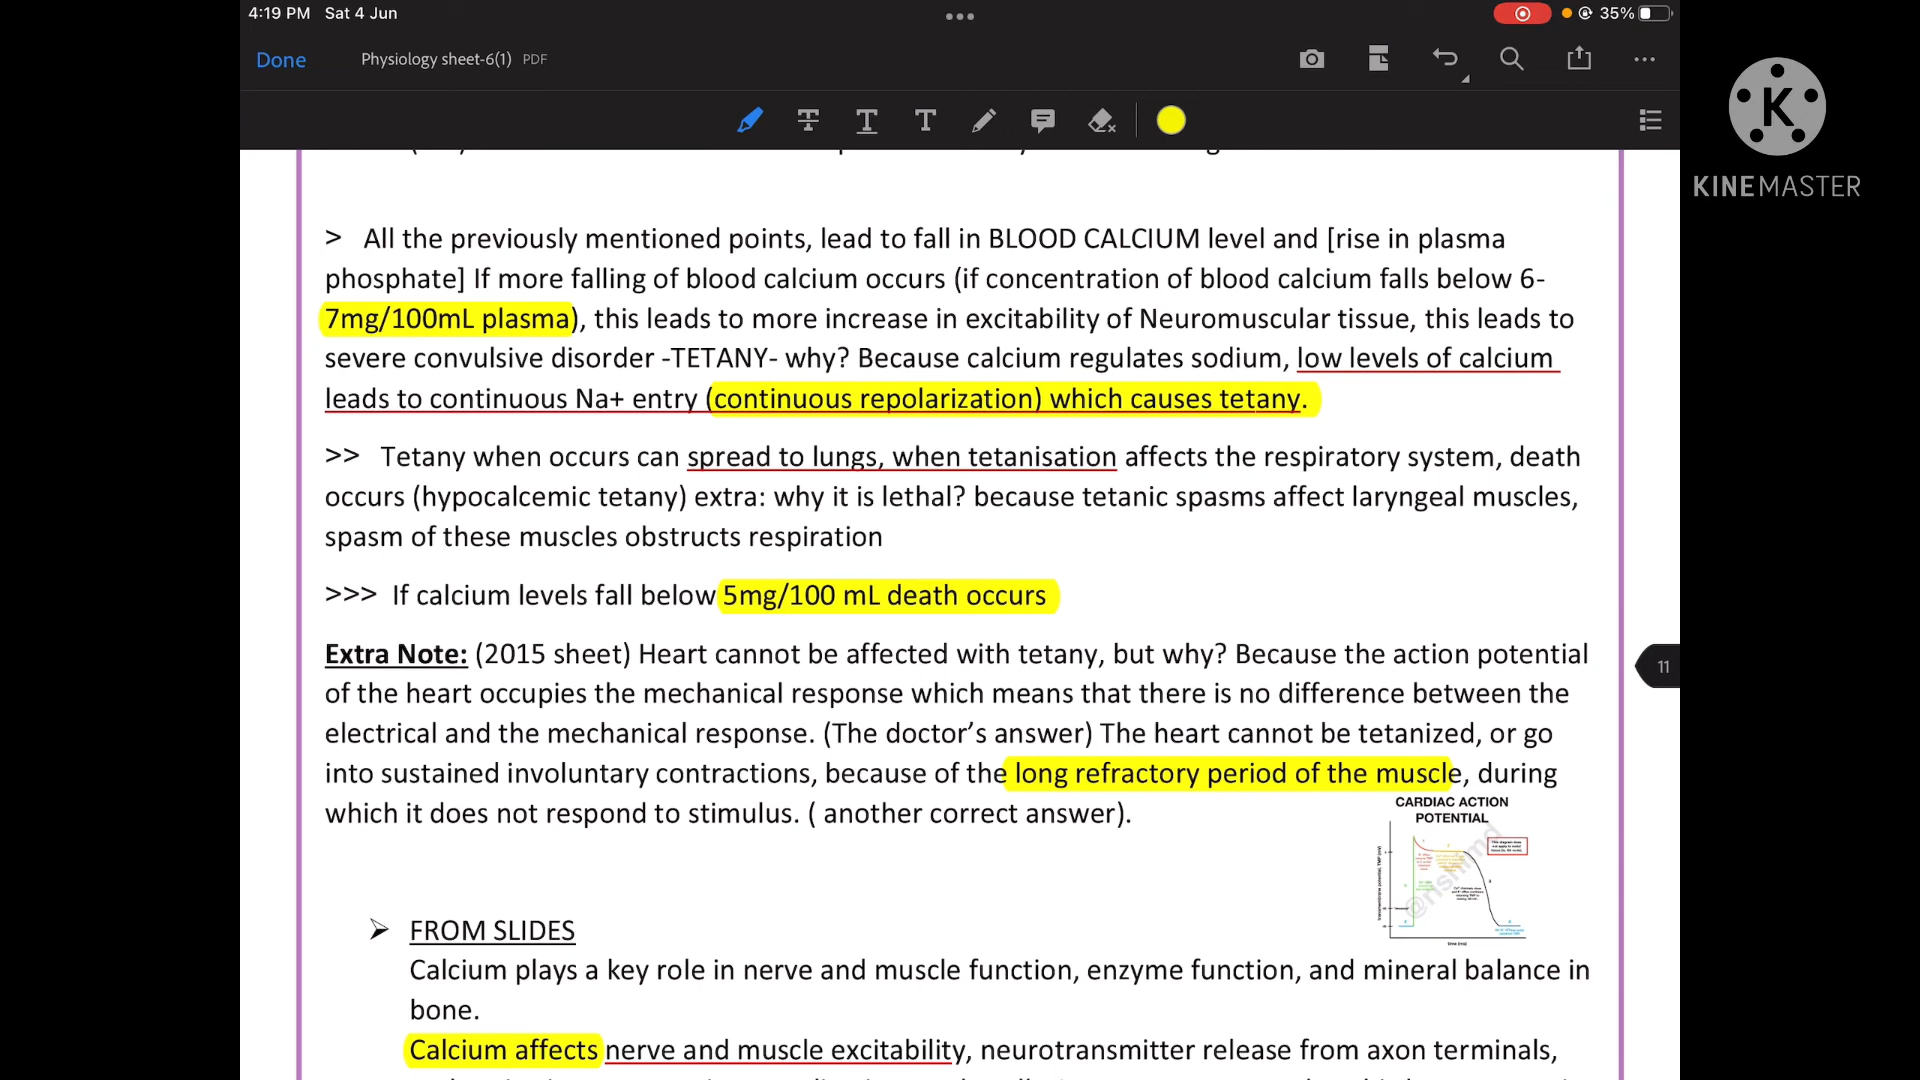 4:19 PM Sat 4 Jun
35%
Done
Physiology sheet-6(1) PDF
K
KINEMASTER
> All the previously mentioned points, lead to fall in BLOOD CALCIUM level and [rise in plasma
phosphate] If more falling of blood calcium occurs (if concentration of blood calcium falls below 6-
7mg/100mL plasma), this leads to more increase in excitability of Neuromuscular tissue, this leads to
severe convulsive disorder -TETANY- why? Because calcium regulates sodium, low levels of calcium
leads to continuous Na+ entry (continuous repolarization) which causes tetany.
>> Tetany when occurs can spread to lungs, when tetanisation affects the respiratory system, death
occurs (hypocalcemic tetany) extra: why it is lethal? because tetanic spasms affect laryngeal muscles,
spasm of these muscles obstructs respiration
>>> If calcium levels fall below 5mg/100 mL death occurs
Extra Note: (2015 sheet) Heart cannot be affected with tetany, but why? Because the action potential
of the heart occupies the mechanical response which means that there is no difference between the
electrical and the mechanical response. (The doctor’s answer) The heart cannot be tetanized, or go
into sustained involuntary contractions, because of the long refractory period of the muscle, during
which it does not respond to stimulus. ( another correct answer).
11
CARDIAC ACTION
POTENTIAL
time (ms)
FROM SLIDES
Calcium plays a key role in nerve and muscle function, enzyme function, and mineral balance in
bone.
Calcium affects nerve and muscle excitability, neurotransmitter release from axon terminals,